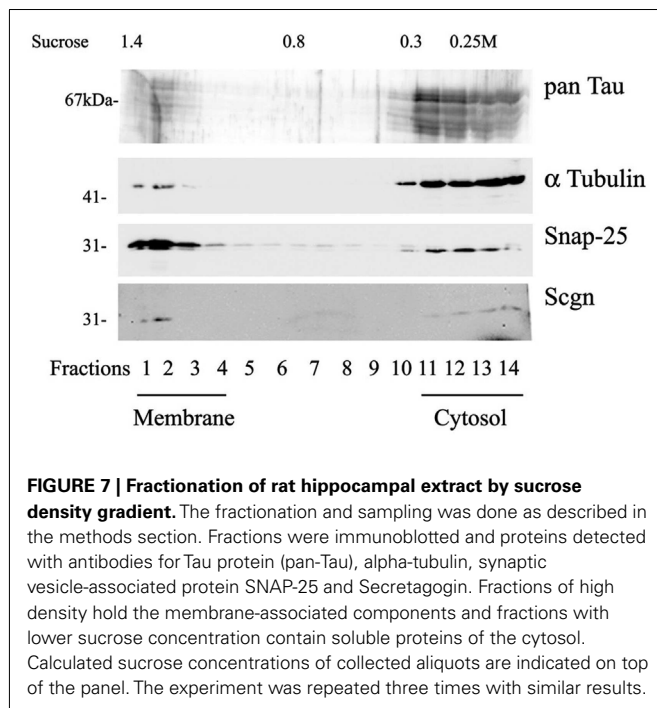 Sucrose 1.4 0.8 0.3 0.25M
67kDa- pan Tau
α Tubulin
41-
31- Snap-25
Scgn
31-
Fractions 1 2 3 4 5 6 7 8 9 10 11 12 13 14
Membrane Cytosol
FIGURE 7 | Fractionation of rat hippocampal extract by sucrose
density gradient. The fractionation and sampling was done as described in
the methods section. Fractions were immunoblotted and proteins detected
with antibodies for Tau protein (pan-Tau), alpha-tubulin, synaptic
vesicle-associated protein SNAP-25 and Secretagogin. Fractions of high
density hold the membrane-associated components and fractions with
lower sucrose concentration contain soluble proteins of the cytosol.
Calculated sucrose concentrations of collected aliquots are indicated on top
of the panel. The experiment was repeated three times with similar results.